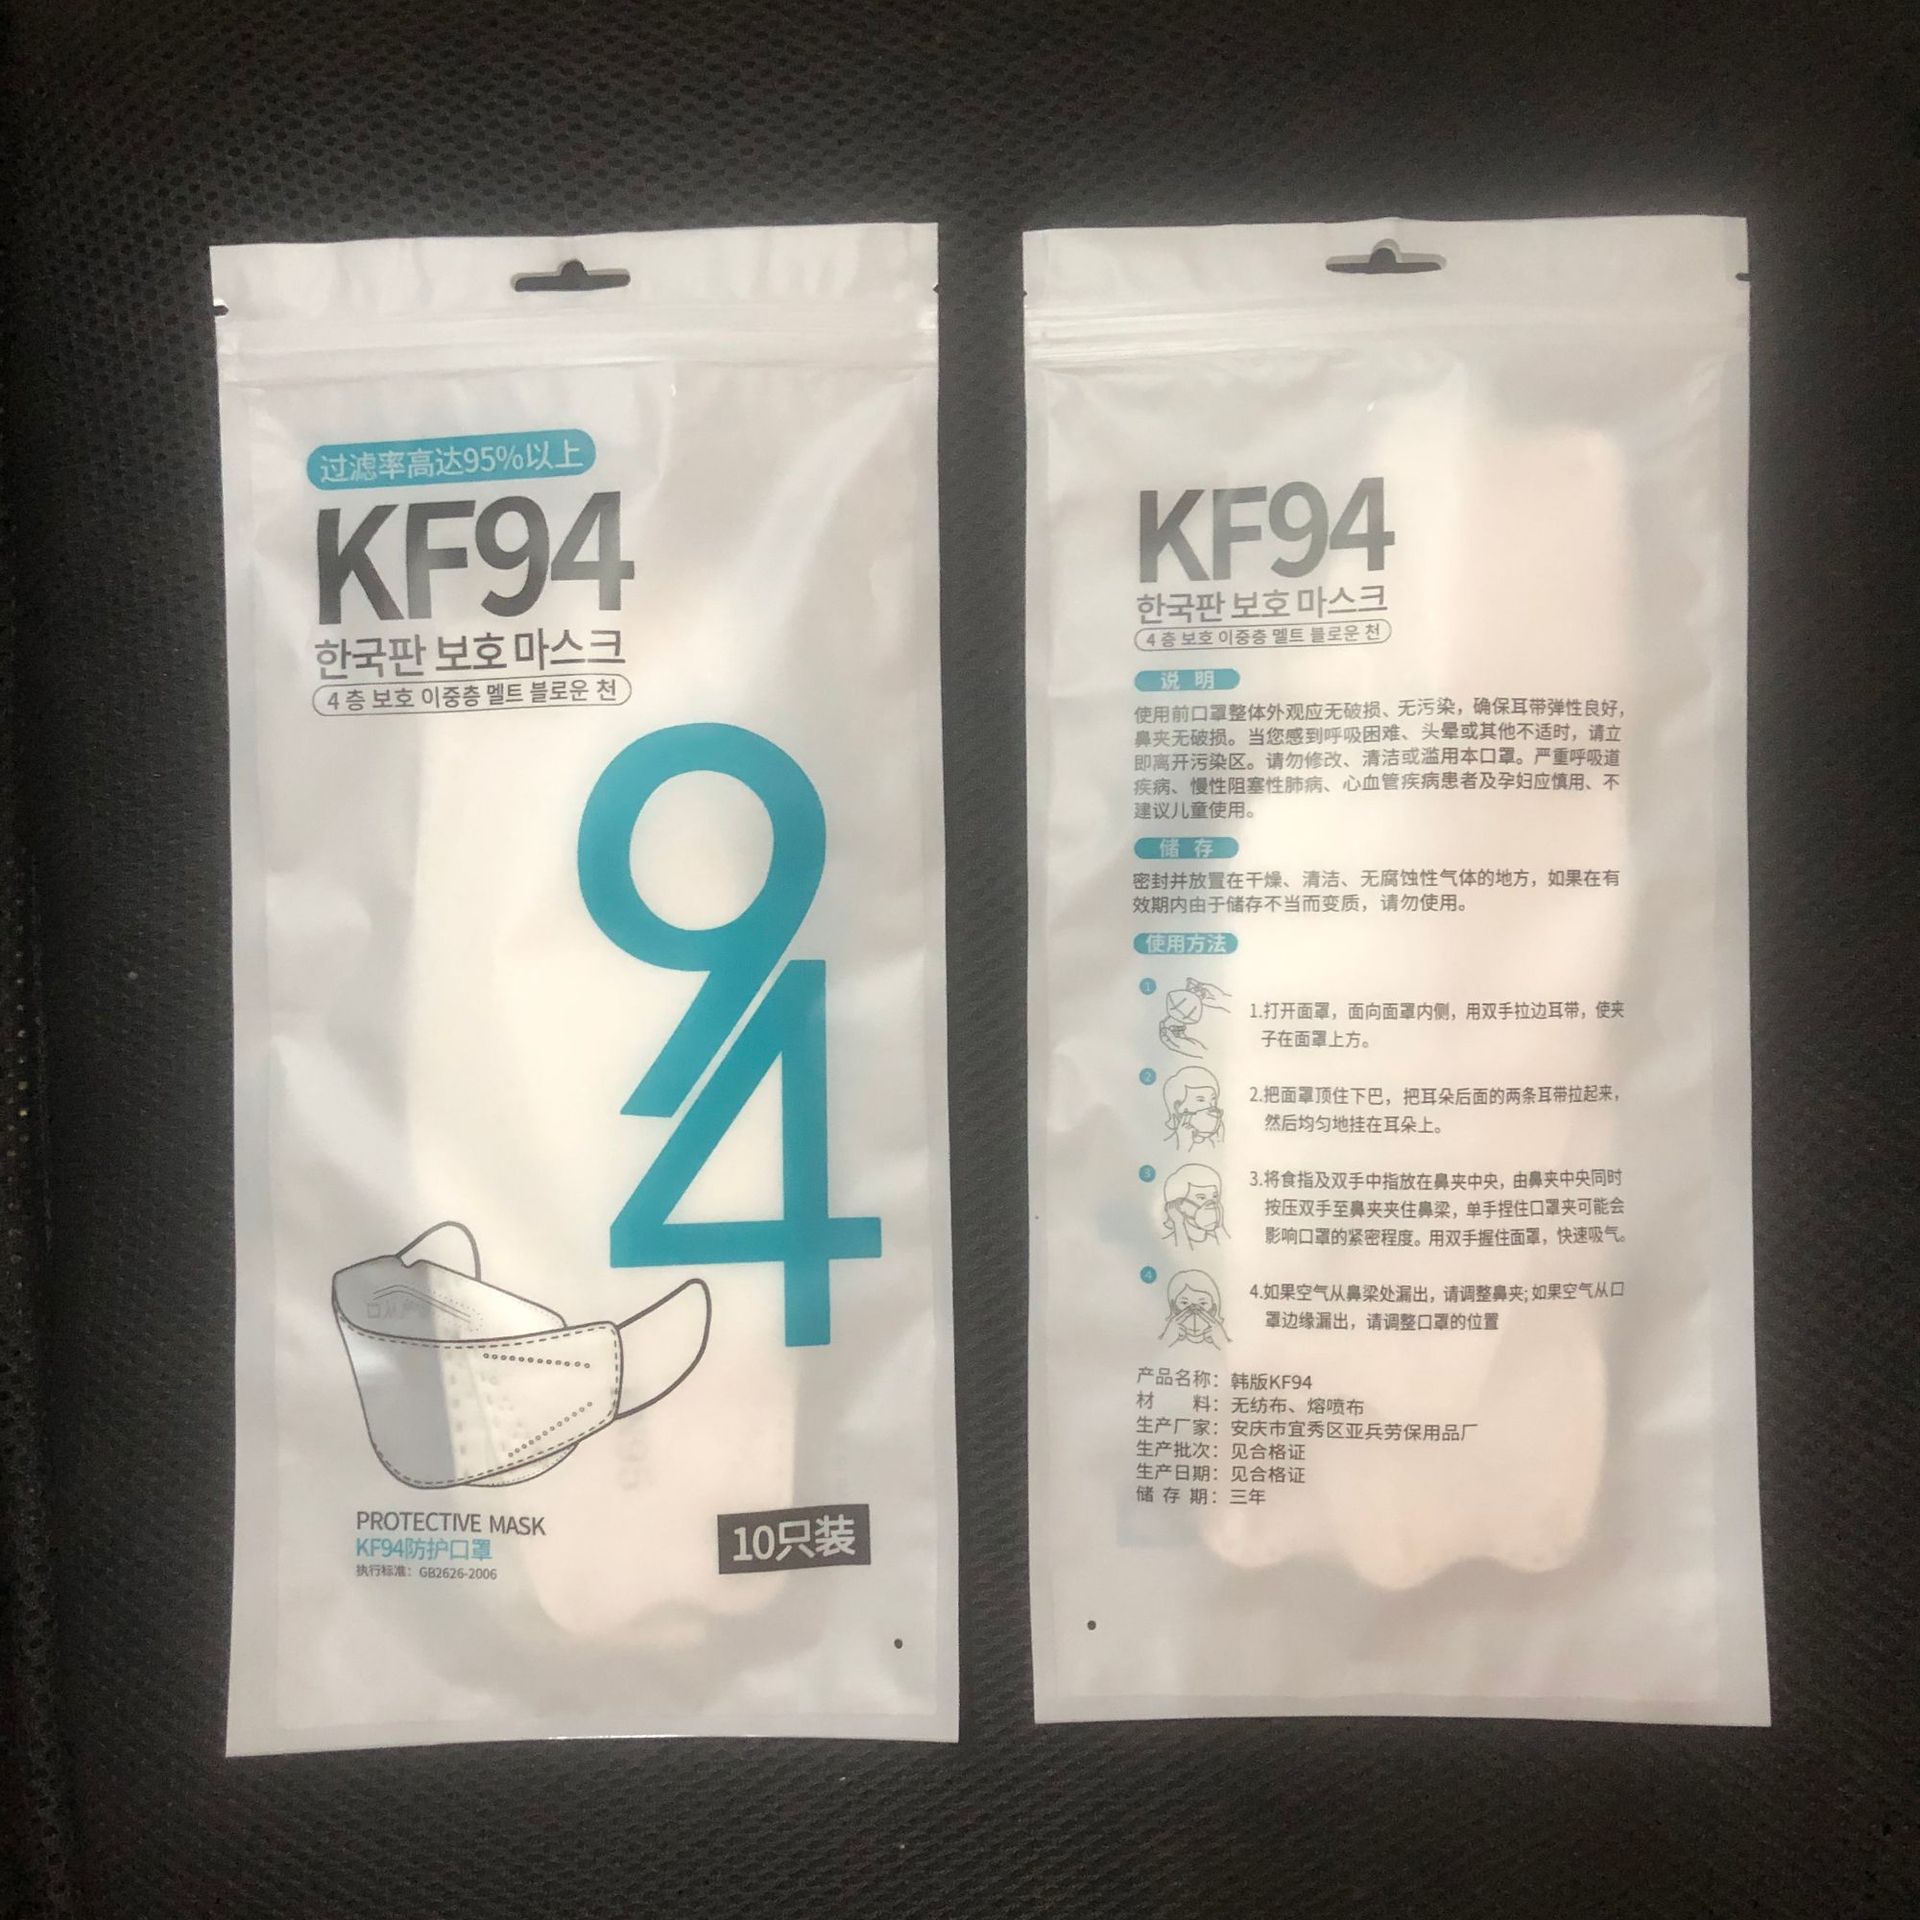 过滤率高达95%以上
KF94
한국판 보호 마스크
4 층 보호 이중층 멜트 블로운 천
94
PROTECTIVE MASK
KF94防护口罩
执行标准：GB2626-2006
10只装
KF94
한국판 보호 마스크
4 층 보호 이중층 멜트 블로운 천
说 明
使用前口罩整体外观应无破损、无污染，确保耳带弹性良好，
鼻夹无破损。当您感到呼吸困难、头晕或其他不适时，请立
即离开污染区。请勿修改、清洁或滥用本口罩。严重呼吸道
疾病、慢性阻塞性肺病、心血管疾病患者及孕妇应慎用、不
建议儿童使用。
储 存
密封并放置在干燥、清洁、无腐蚀性气体的地方，如果在有
效期内由于储存不当而变质，请勿使用。
使用方法
1
1.打开面罩，面向面罩内侧，用双手拉边耳带，使夹
子在面罩上方。
2
2.把面罩顶住下巴，把耳朵后面的两条耳带拉起来，
然后均匀地挂在耳朵上。
3
3.将食指及双手中指放在鼻夹中央，由鼻夹中央同时
按压双手至鼻夹夹住鼻梁，单手捏住口罩夹可能会
影响口罩的紧密程度。用双手握住面罩，快速吸气。
4
4.如果空气从鼻梁处漏出，请调整鼻夹；如果空气从口
罩边缘漏出，请调整口罩的位置
产品名称：韩版KF94
材 料：无纺布、熔喷布
生产厂家：安庆市宜秀区亚兵劳保用品厂
生产批次：见合格证
生产日期：见合格证
储 存 期：三年